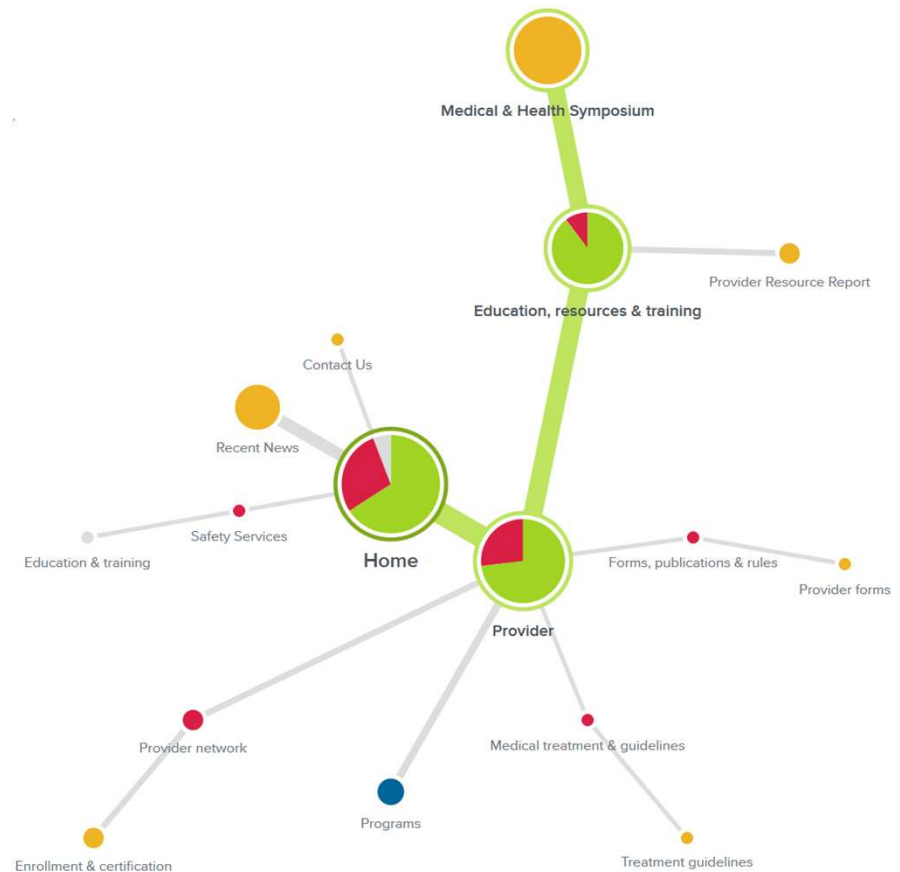 Medical & Health Symposium
Provider Resource Report
Education, resources & training
Contact Us
Recent News
Safety Services
Education & training
Home
Forms, publications & rules
Provider forms
Provider
Provider network
Medical treatment & guidelines
Programs
Enrollment & certification
Treatment guidelines